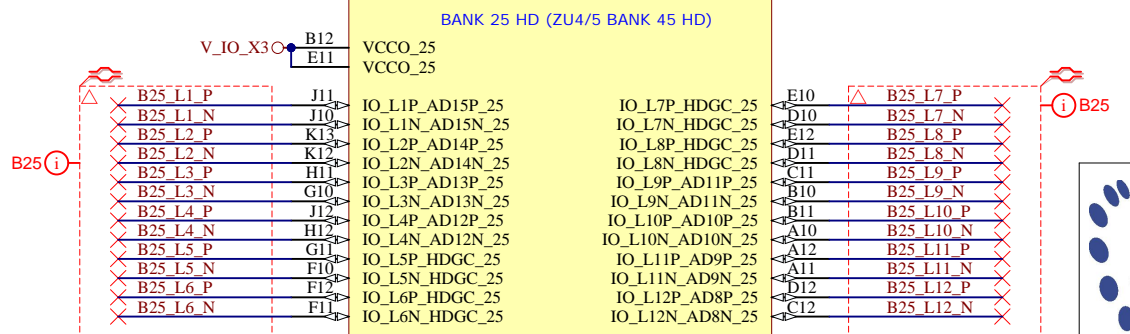 BANK 25 HD (ZU4/5 BANK 45 HD)
V_IO_X3 B12 VCCO_25
E11 VCCO_25
B25_L1_P J11 IO_L1P_AD15P_25 IO_L7P_HDGC_25 E10 B25_L7_P
B25
B25_L1_N J10 IO_L1N_AD15N_25 IO_L7N_HDGC_25 D10 B25_L7_N
B25_L2_P K13 IO_L2P_AD14P_25 IO_L8P_HDGC_25 E12 B25_L8_P
B25_L2_N K12 IO_L2N_AD14N_25 IO_L8N_HDGC_25 D11 B25_L8_N
B25
B25_L3_P H11 IO_L3P_AD13P_25 IO_L9P_AD11P_25 C11 B25_L9_P
B25_L3_N G10 IO_L3N_AD13N_25 IO_L9N_AD11N_25 B10 B25_L9_N
B25_L4_P J12 IO_L4P_AD12P_25 IO_L10P_AD10P_25 B11 B25_L10_P
B25_L4_N H12 IO_L4N_AD12N_25 IO_L10N_AD10N_25 A10 B25_L10_N
B25_L5_P G11 IO_L5P_HDGC_25 IO_L11P_AD9P_25 A12 B25_L11_P
B25_L5_N F10 IO_L5N_HDGC_25 IO_L11N_AD9N_25 A11 B25_L11_N
B25_L6_P F12 IO_L6P_HDGC_25 IO_L12P_AD8P_25 D12 B25_L12_P
B25_L6_N F11 IO_L6N_HDGC_25 IO_L12N_AD8N_25 C12 B25_L12_N